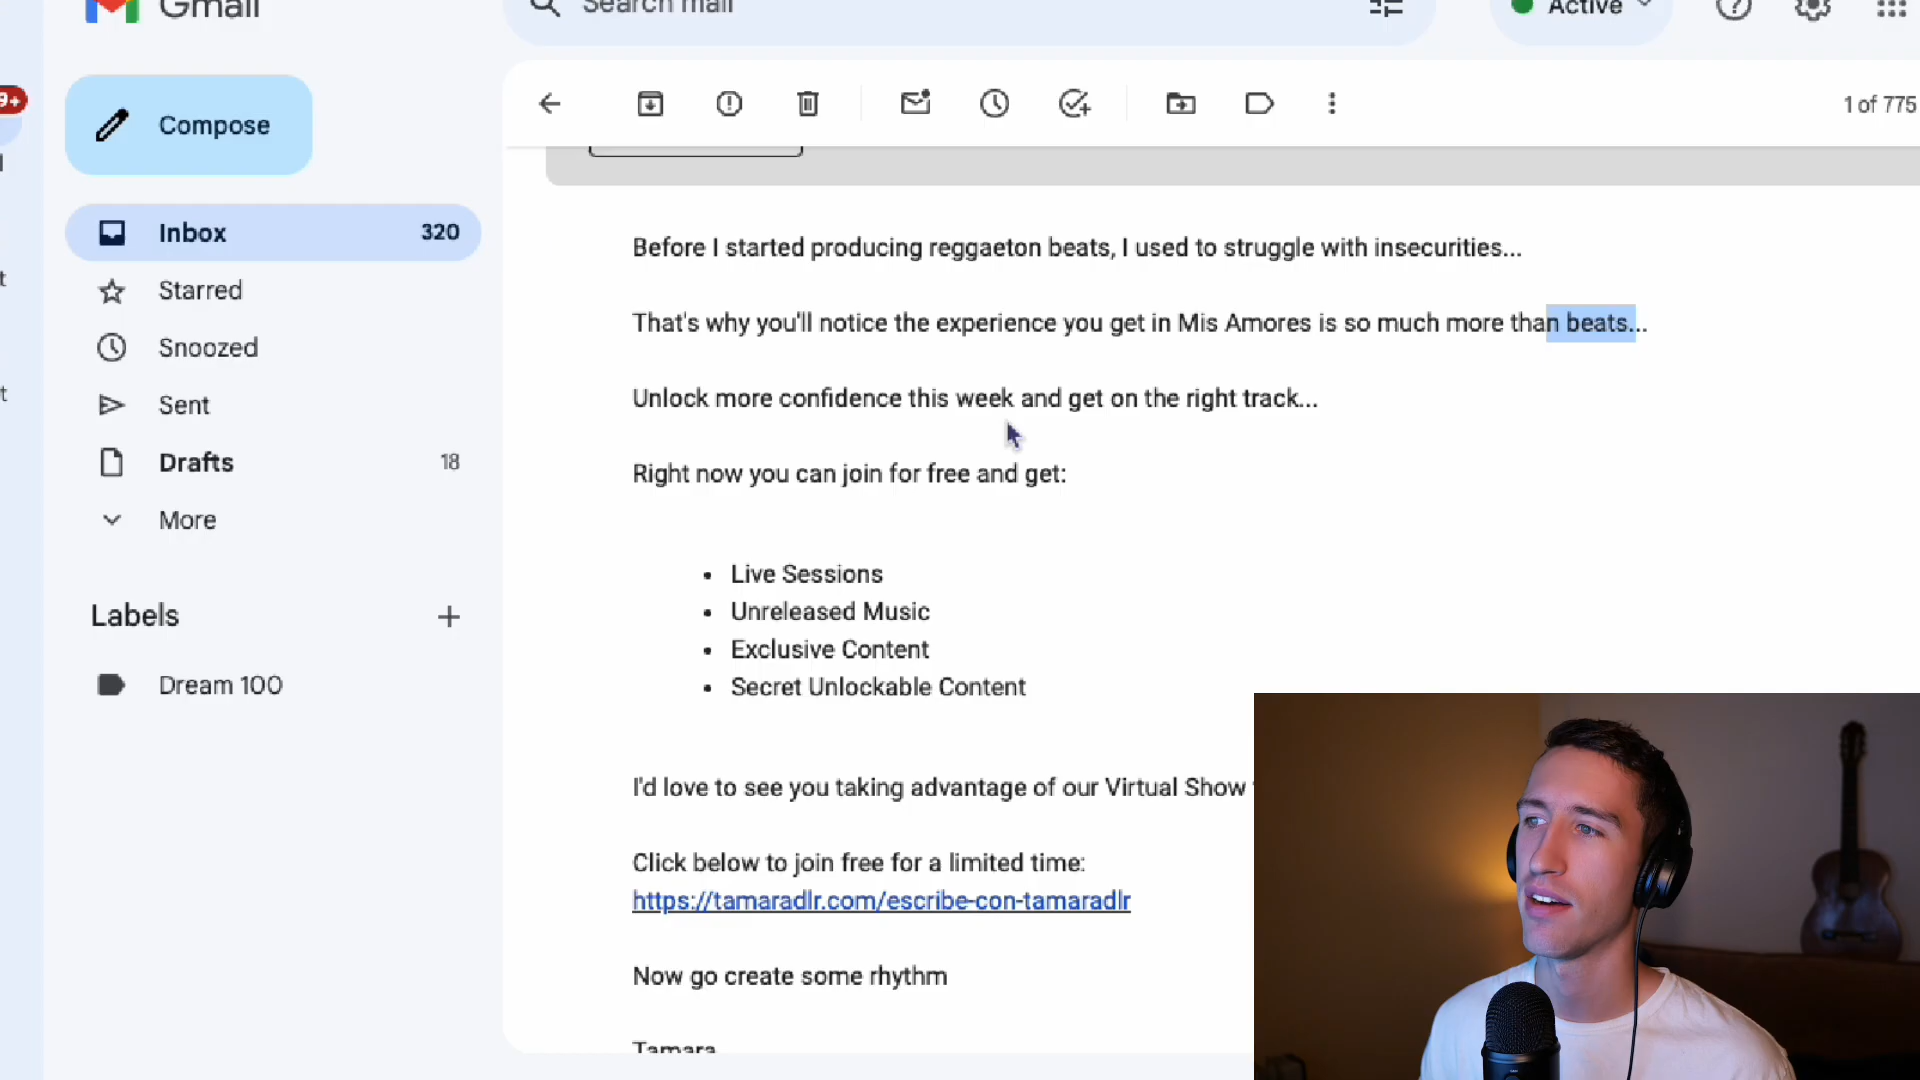 Gmail
Search mail
Active
9+
Compose
1 of 775
Inbox 320
Starred
Snoozed
Sent
Drafts 18
More
Labels
Dream 100
Before I started producing reggaeton beats, I used to struggle with insecurities...
That's why you'll notice the experience you get in Mis Amores is so much more than beats...
Unlock more confidence this week and get on the right track...
Right now you can join for free and get:
• Live Sessions
• Unreleased Music
• Exclusive Content
• Secret Unlockable Content
I'd love to see you taking advantage of our Virtual Show
Click below to join free for a limited time:
https://tamaradlr.com/escribe-con-tamaradlr
Now go create some rhythm
Tamara